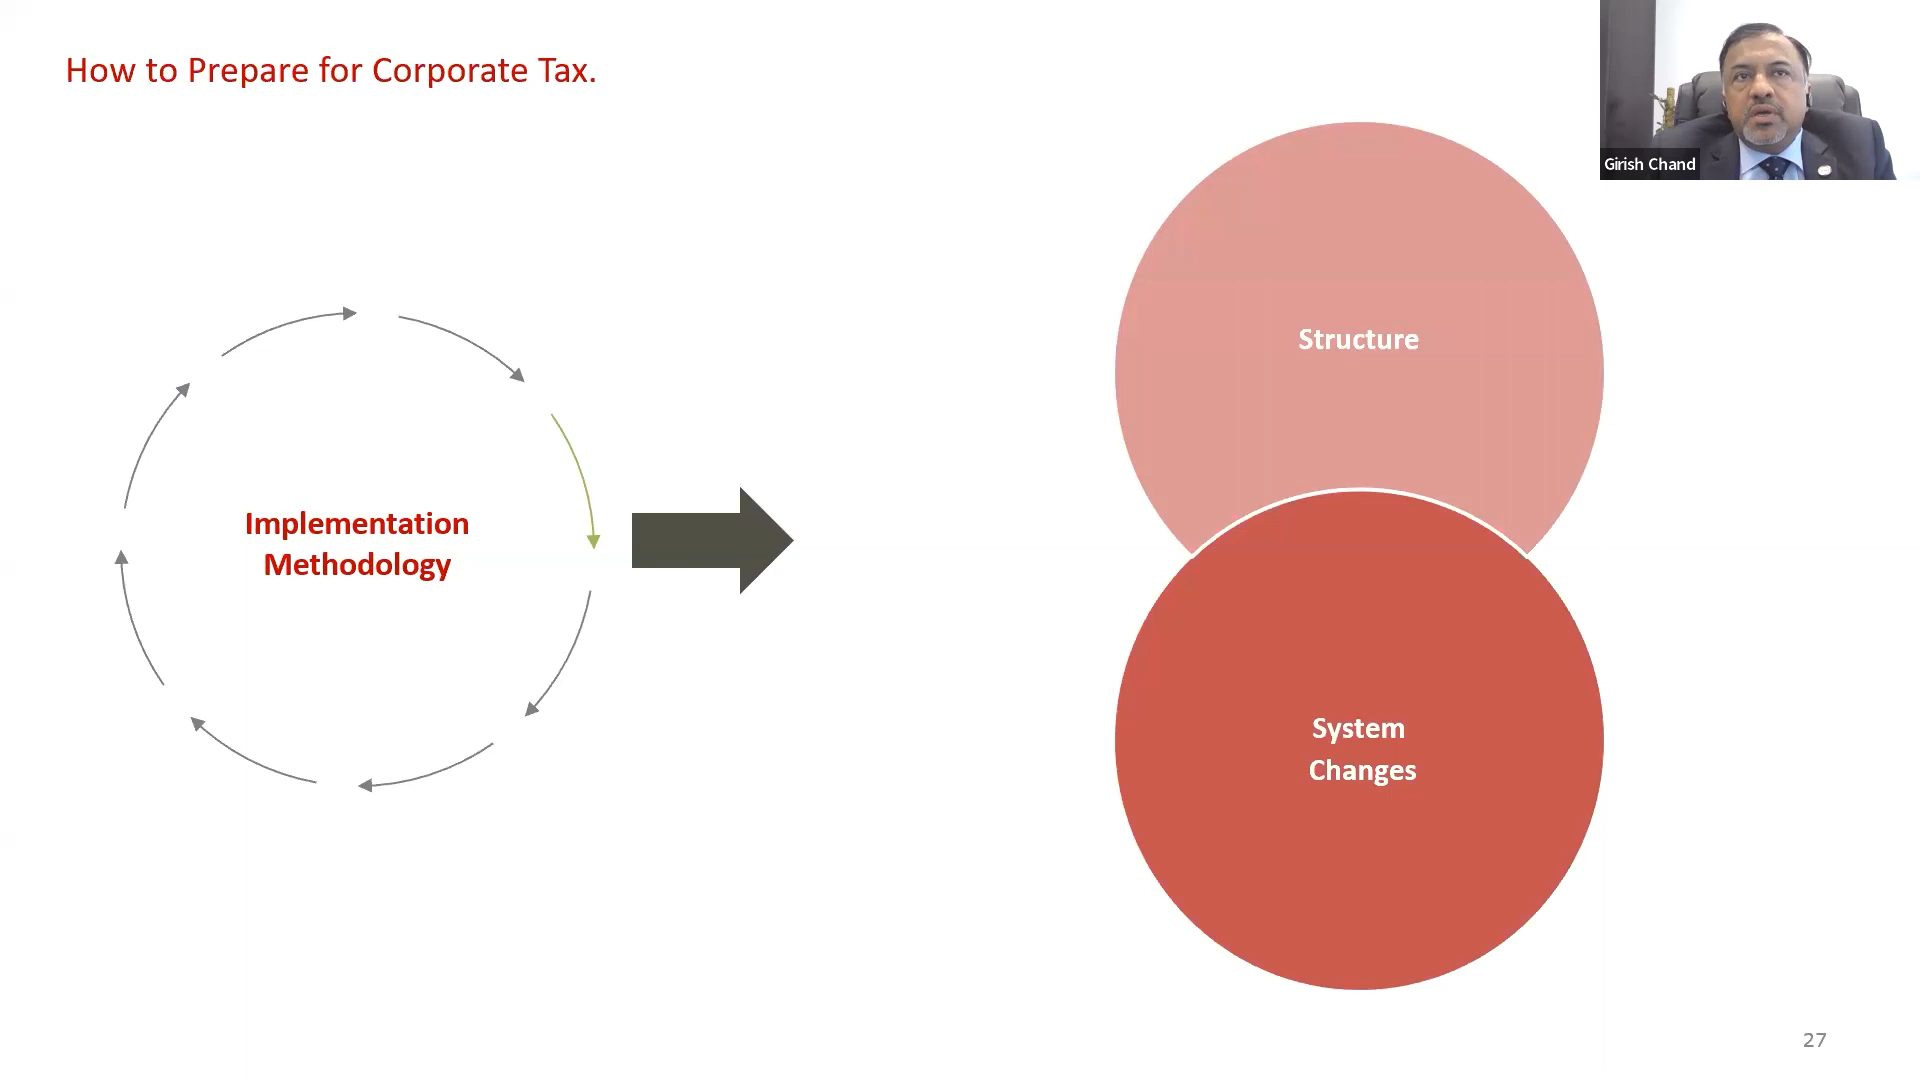 How to Prepare for Corporate Tax.
Girish Chand
Implementation
Methodology
Structure
System
Changes
27